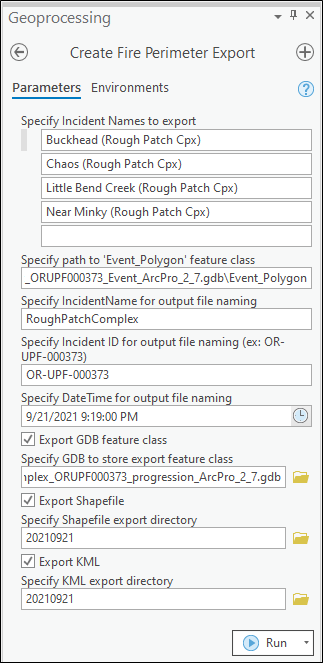 Geoprocessing
Create Fire Perimeter Export
Parameters Environments
Specify Incident Names to export
Buckhead (Rough Patch Cpx)
Chaos (Rough Patch Cpx)
Little Bend Creek (Rough Patch Cpx)
Near Minky (Rough Patch Cpx)
Specify path to 'Event_Polygon' feature class
_ORUPF000373_Event_ArcPro_2_7.gdb\Event_Polygon
Specify IncidentName for output file naming
RoughPatchComplex
Specify Incident ID for output file naming (ex: OR-
UPF-000373)
OR-UPF-000373
Specify DateTime for output file naming
9/21/2021 9:19:00 PM
Export GDB feature class
Specify GDB to store export feature class
nplex_ORUPF000373_progression_ArcPro_2_7.gdb
Export Shapefile
Specify Shapefile export directory
20210921
Export KML
Specify KML export directory
20210921
Run